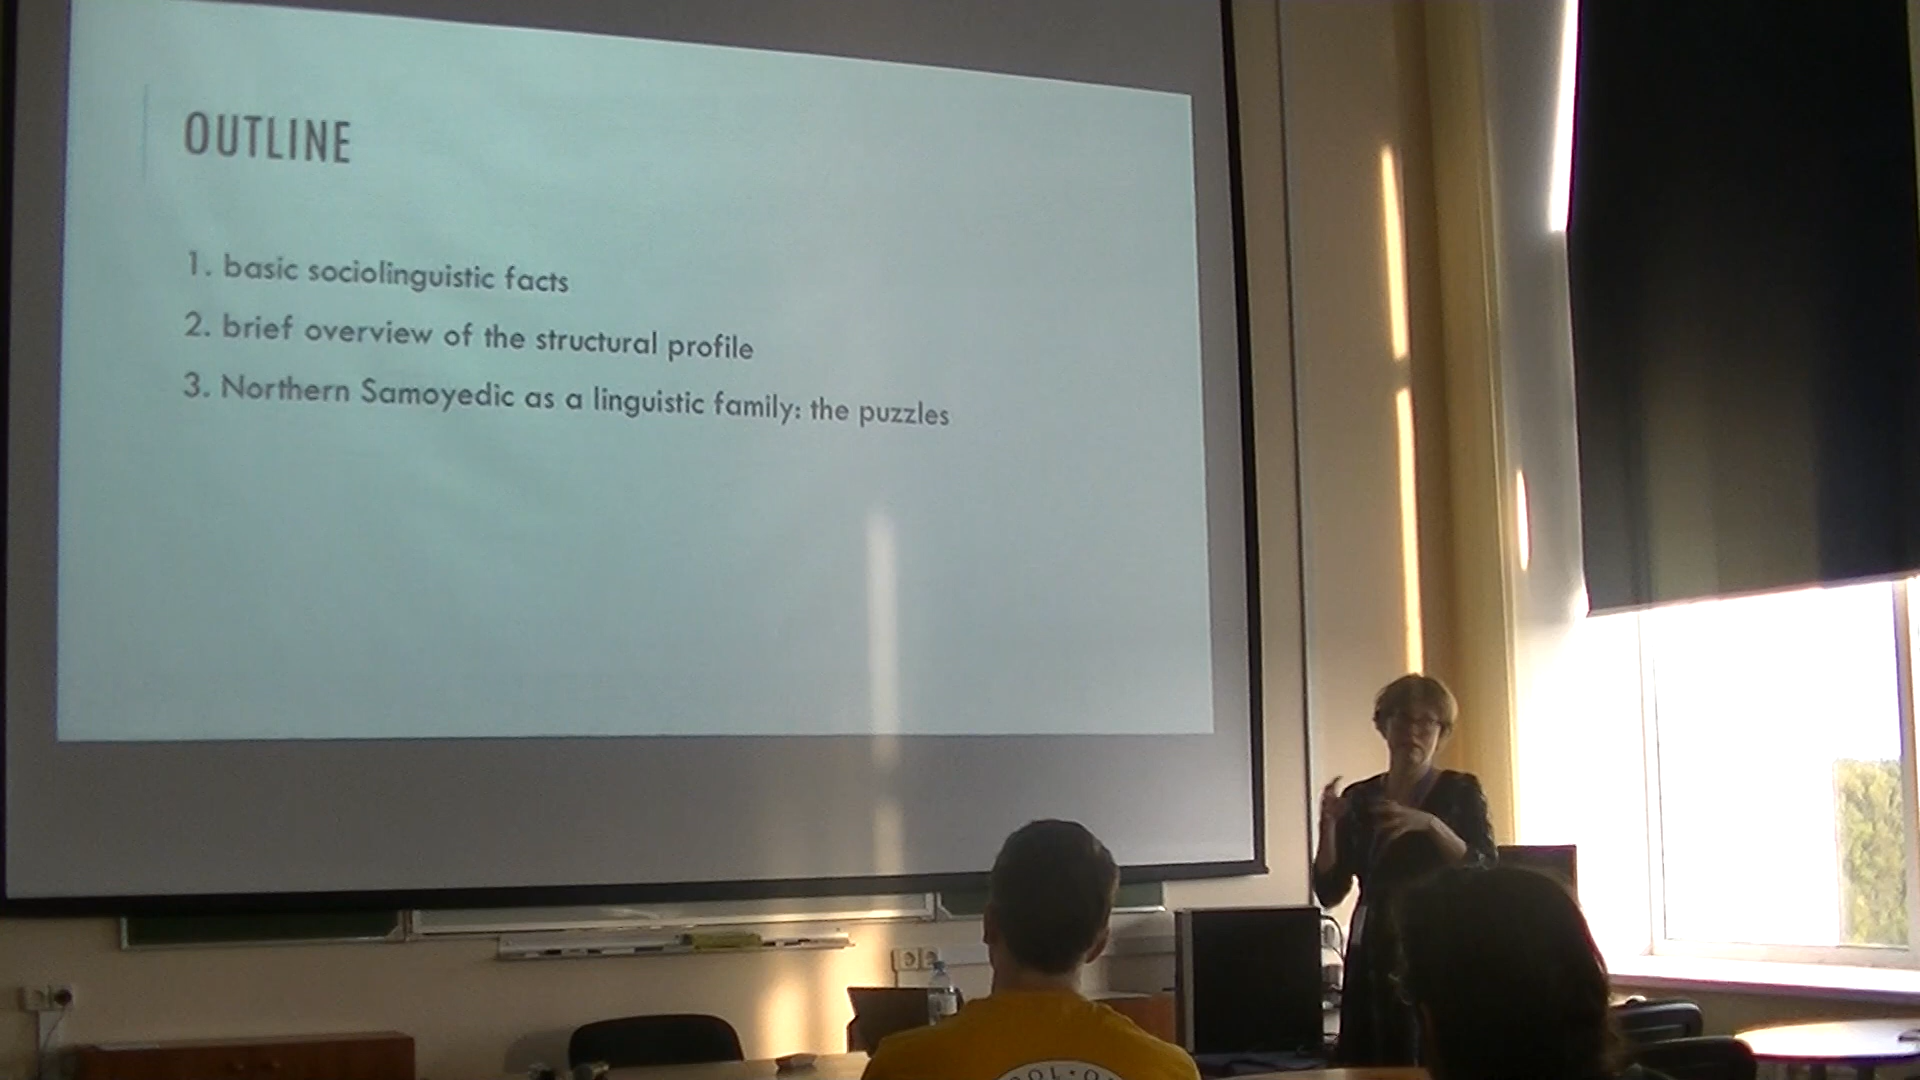 OUTLINE
1. basic sociolinguistic facts
2. brief overview of the structural profile
3. Northern Samoyedic as a linguistic family: the puzzles